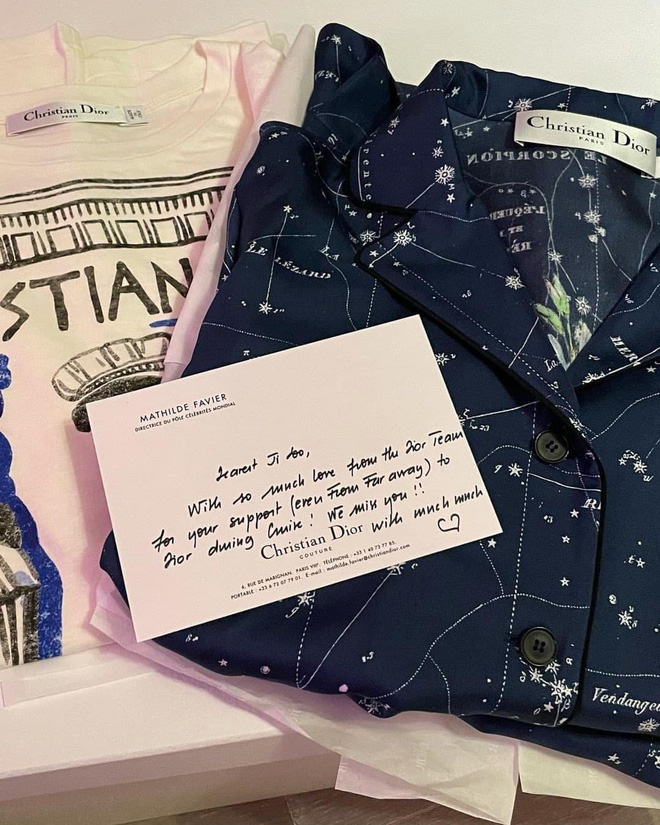 Christian Dior
PARIS
STIAN
Christian Dior
PARIS
LE SCORPION
MATHILDE FAVIER
DIRECTRICE DU PÔLE CÉLÉBRITÉS MONDIAL
Dearest Ji Soo,
With so much love from the Dior Team
for your support (even From Far away) to
Dior during Cruise! We miss you!!
with much much
♡
Christian Dior
COUTURE
6, RUE DE MARIGNAN. PARIS VIIIᵉ. TÉLÉPHONE : +33 1 40 73 77 85.
PORTABLE : +33 6 73 07 79 01. E-mail : mathilde.favier@christiandior.com
Vendange